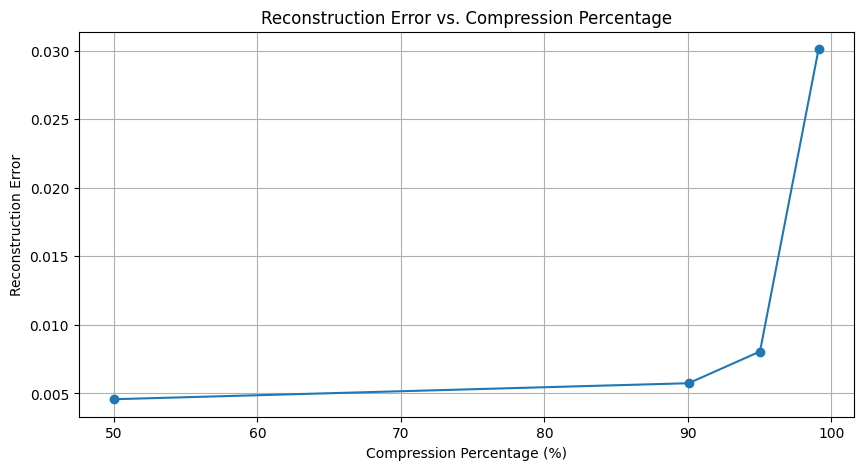 Reconstruction Error vs. Compression Percentage
Reconstruction Error
0.030
0.025
0.020
0.015
0.010
0.005
50 60 70 80 90 100
Compression Percentage (%)